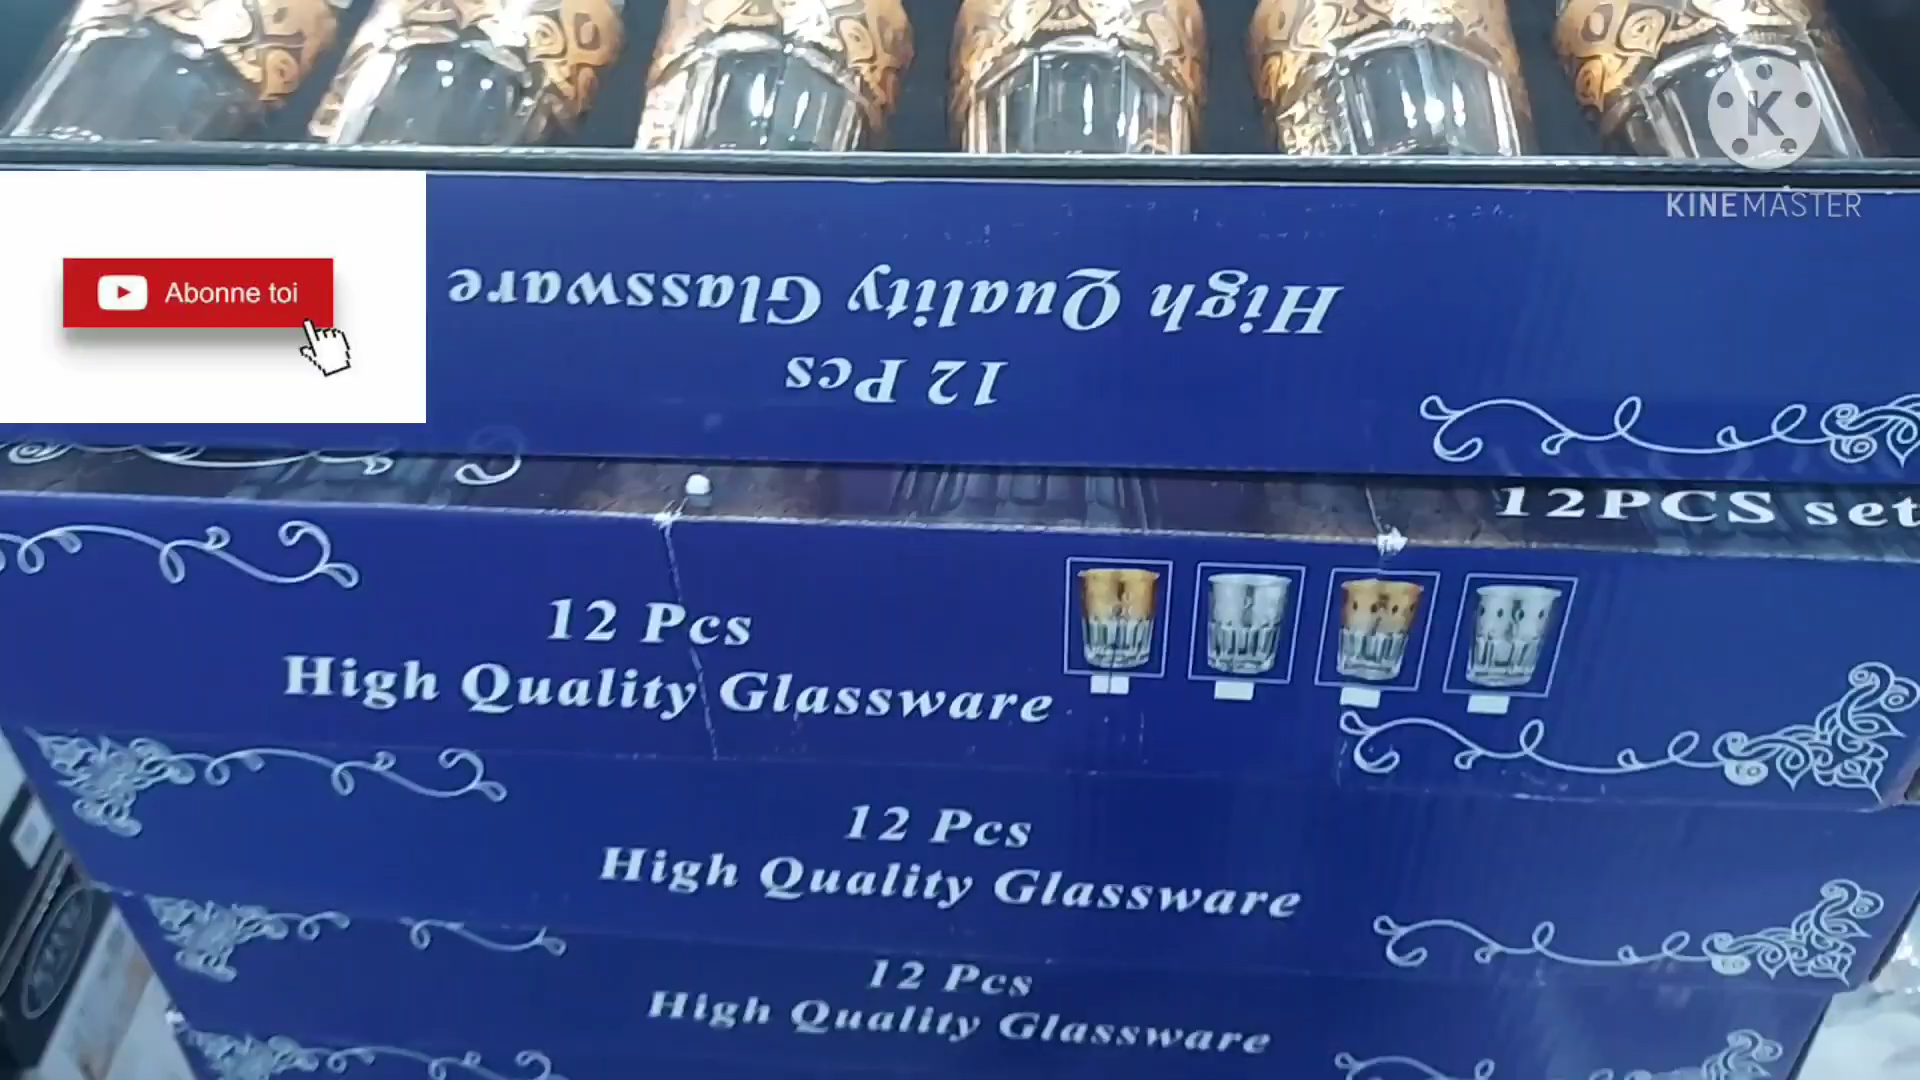 K
KINEMASTER
Abonne toi
High Quality Glassware
12 Pcs
12PCS set
12 Pcs
High Quality Glassware
12 Pcs
High Quality Glassware
12 Pcs
High Quality Glassware